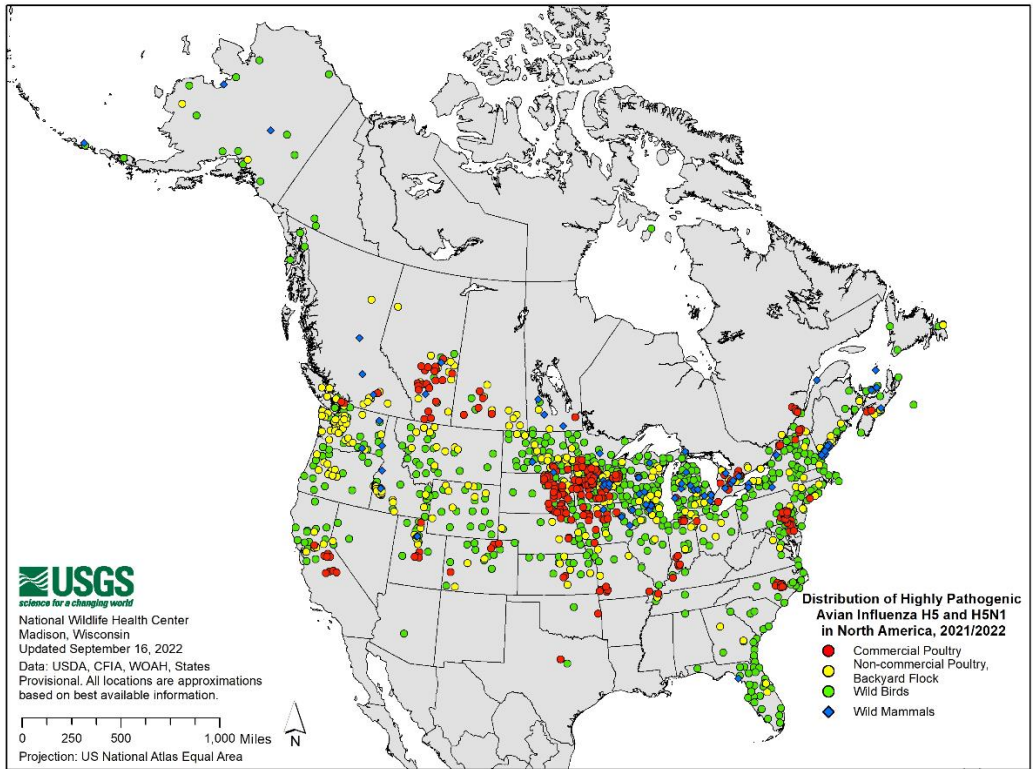 USGS
science for a changing world
National Wildlife Health Center
Madison, Wisconsin
Updated September 16, 2022
Data: USDA, CFIA, WOAH, States
Provisional. All locations are approximations
based on best available information.
0 250 500 1,000 Miles
N
Projection: US National Atlas Equal Area
Distribution of Highly Pathogenic
Avian Influenza H5 and H5N1
in North America, 2021/2022
Commercial Poultry
Non-commercial Poultry,
Backyard Flock
Wild Birds
Wild Mammals